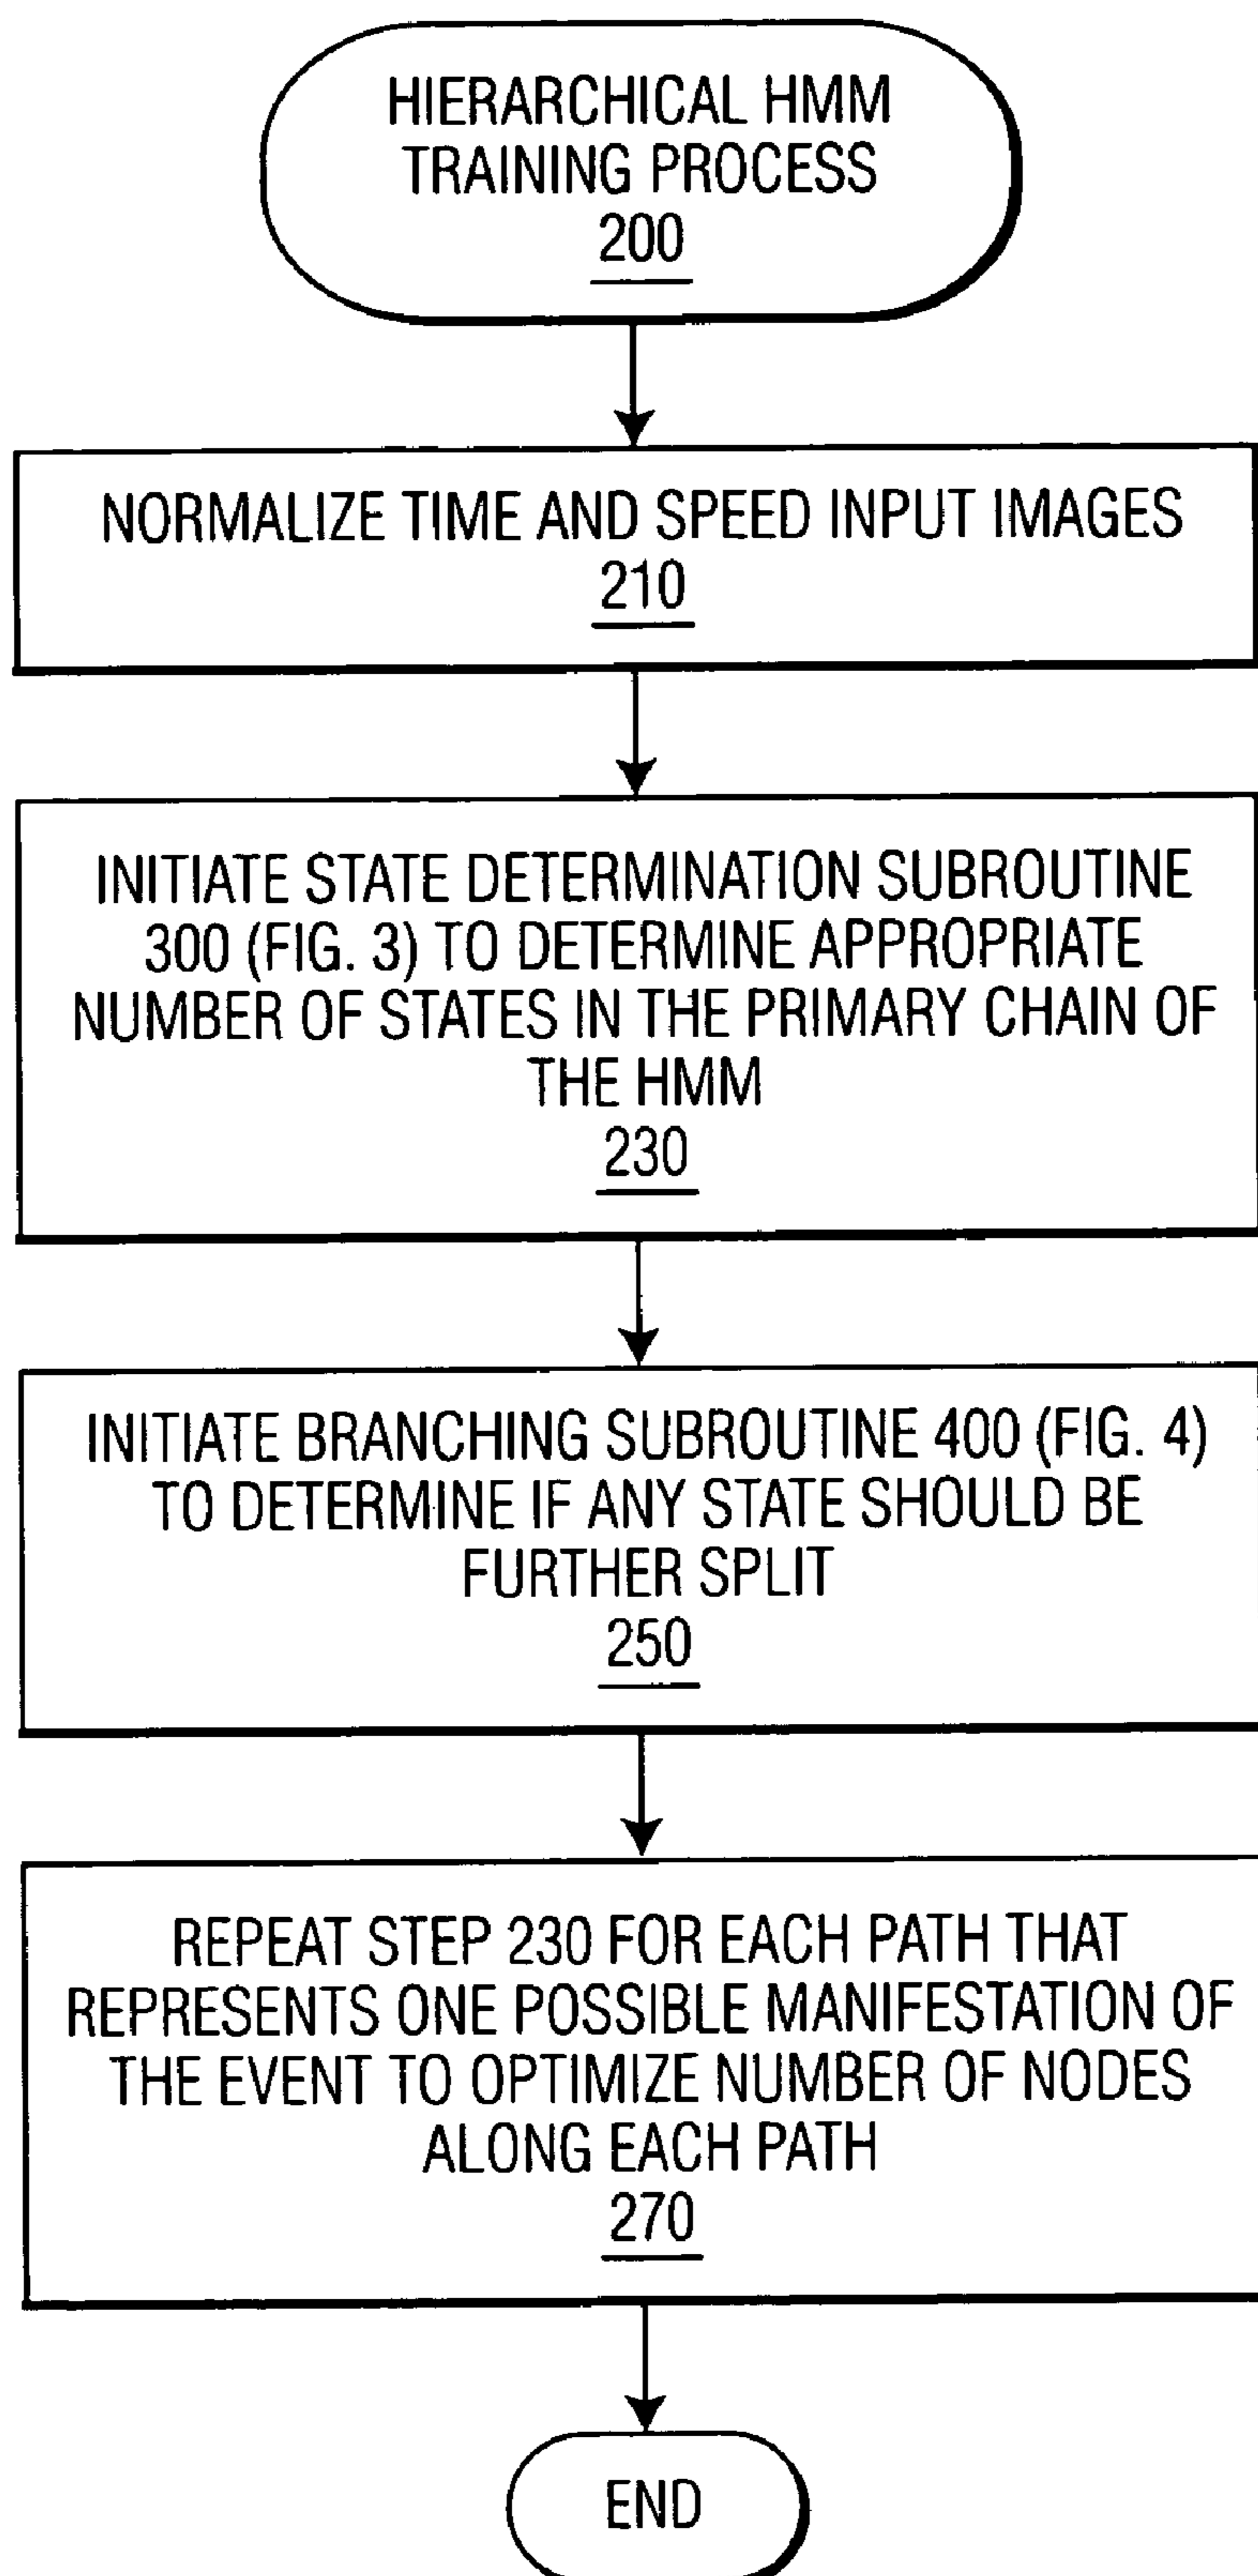 HIERARCHICAL HMM
TRAINING PROCESS
200
NORMALIZE TIME AND SPEED INPUT IMAGES
210
INITIATE STATE DETERMINATION SUBROUTINE
300 (FIG. 3) TO DETERMINE APPROPRIATE
NUMBER OF STATES IN THE PRIMARY CHAIN OF
THE HMM
230
INITIATE BRANCHING SUBROUTINE 400 (FIG. 4)
TO DETERMINE IF ANY STATE SHOULD BE
FURTHER SPLIT
250
REPEAT STEP 230 FOR EACH PATH THAT
REPRESENTS ONE POSSIBLE MANIFESTATION OF
THE EVENT TO OPTIMIZE NUMBER OF NODES
ALONG EACH PATH
270
END